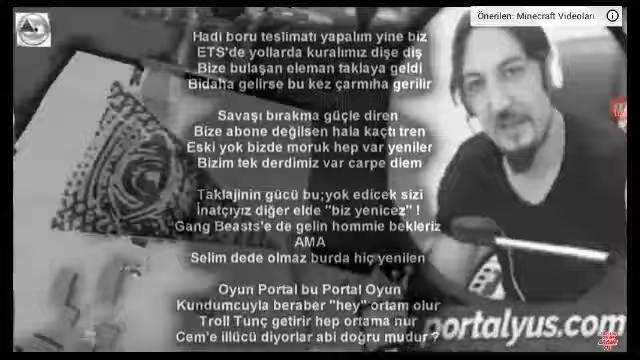 Önerilen: Minecraft Videoları
Hadi boru teslimatı yapalım yine biz
ETS'de yollarda kuralımız dişe diş
Bize bulaşan eleman taklaya geldi
Bidaha gelirse bu kez çarmıha gerilir
Savaşı bırakma güçle diren
Bize abone değilsen hala kaçtı tren
Eski yok bizde moruk hep var yeniler
Bizim tek derdimiz var carpe diem
Taklajinin gücü bu;yok edicek sizi
İnatçıyız diğer elde "biz yenicez" !
Gang Beasts'e de gelin hommie bekleriz
AMA
Selim dede olmaz burda hiç yenilen
Oyun Portal bu Portal Oyun
Kundumcuyla beraber "hey" ortam olur
Troll Tunç getirir hep ortama nur
Cem'e illücü diyorlar abi doğru mudur ?
portalyus.com